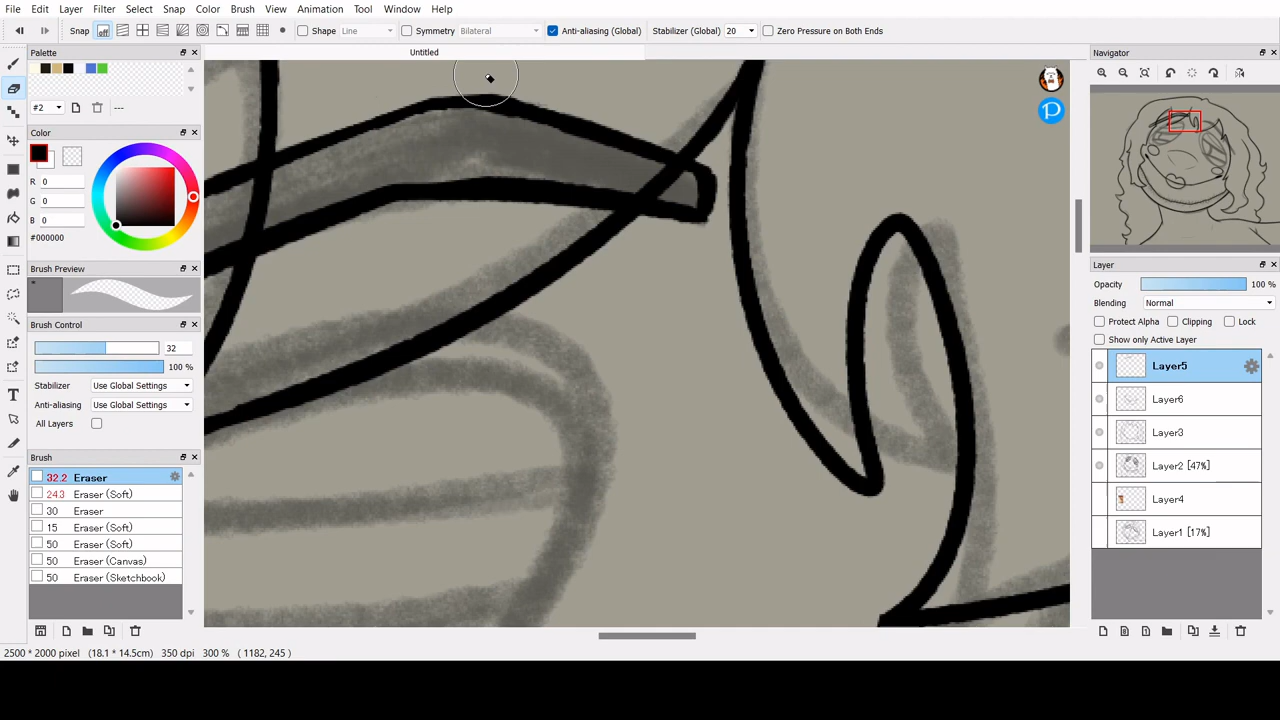 File Edit Layer Filter Select Snap Color Brush View Animation Tool Window Help
Snap Shape Line Symmetry Bilateral Anti-aliasing (Global) Stabilizer (Global) 20 Zero Pressure on Both Ends
Palette
Untitled
Navigator
#2 ---
Color
R 0
G 0
B 0
#000000
Brush Preview
Brush Control
32
100 %
Stabilizer Use Global Settings
Anti-aliasing Use Global Settings
All Layers
Brush
32.2 Eraser
24.3 Eraser (Soft)
30 Eraser
15 Eraser (Soft)
50 Eraser (Soft)
50 Eraser (Canvas)
50 Eraser (Sketchbook)
P
Layer
Opacity 100 %
Blending Normal
Protect Alpha Clipping Lock
Show only Active Layer
Layer5
Layer6
Layer3
Layer2 [47%]
Layer4
Layer1 [17%]
2500 * 2000 pixel (18.1 * 14.5cm) 350 dpi 300 % ( 1182, 245 )